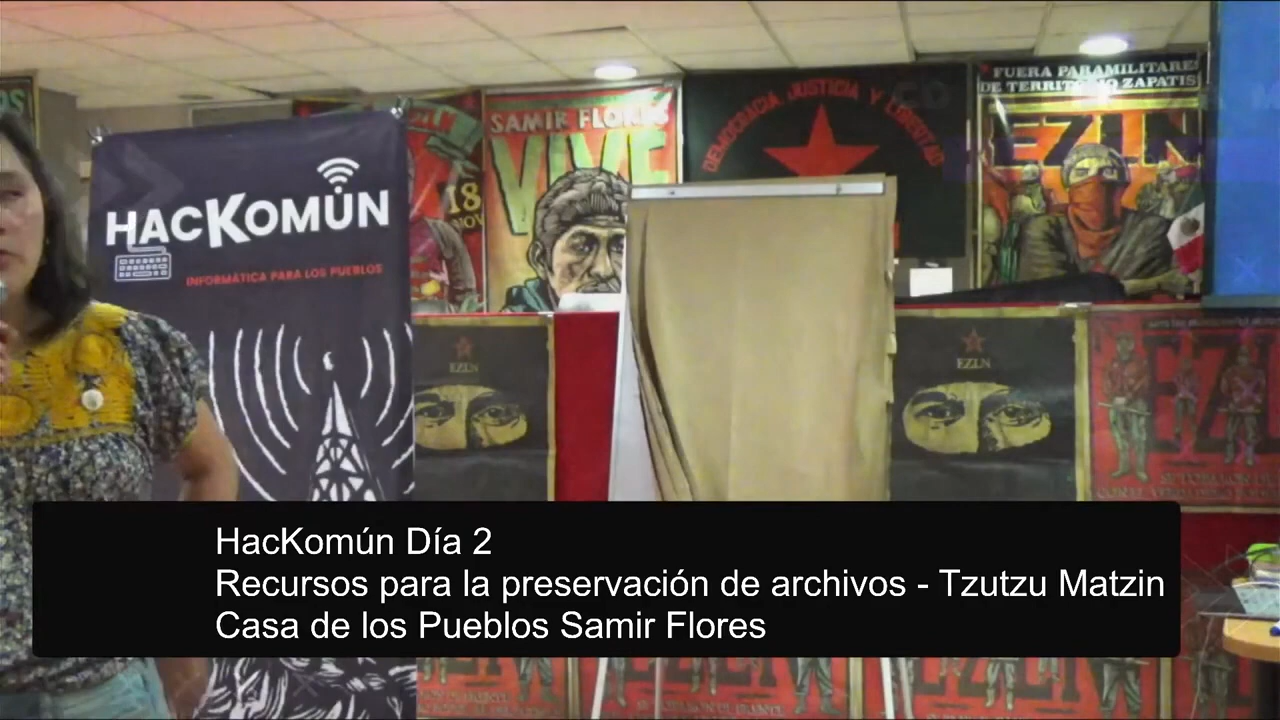 FUERA PARAMILITARES
DE TERRITORIO ZAPATIS
DEMOCRACIA JUSTICIA Y LIBERTAD
SAMIR FLORES
VIVE
EZLN
18
NOV
HACKOMÚN
INFORMÁTICA PARA LOS PUEBLOS
EZLN
EZLN
EZLN
HacKomún Día 2
Recursos para la preservación de archivos - Tzutzu Matzin
Casa de los Pueblos Samir Flores